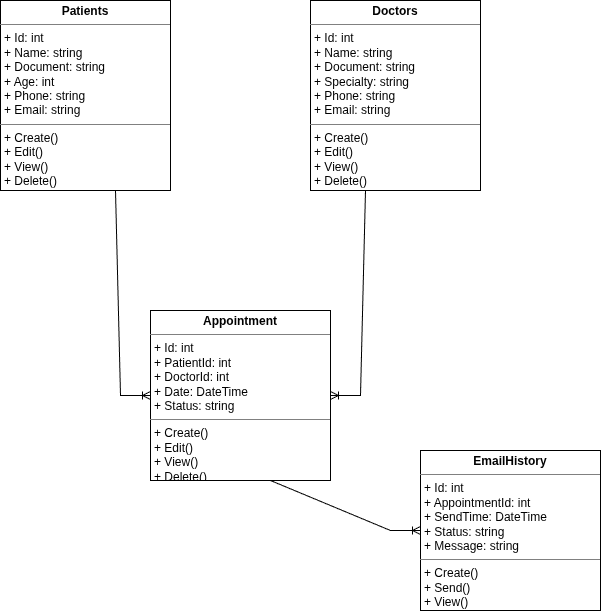 Patients
+ Id: int
+ Name: string
+ Document: string
+ Age: int
+ Phone: string
+ Email: string
+ Create()
+ Edit()
+ View()
+ Delete()
Doctors
+ Id: int
+ Name: string
+ Document: string
+ Specialty: string
+ Phone: string
+ Email: string
+ Create()
+ Edit()
+ View()
+ Delete()
Appointment
+ Id: int
+ PatientId: int
+ DoctorId: int
+ Date: DateTime
+ Status: string
+ Create()
+ Edit()
+ View()
+ Delete()
EmailHistory
+ Id: int
+ AppointmentId: int
+ SendTime: DateTime
+ Status: string
+ Message: string
+ Create()
+ Send()
+ View()